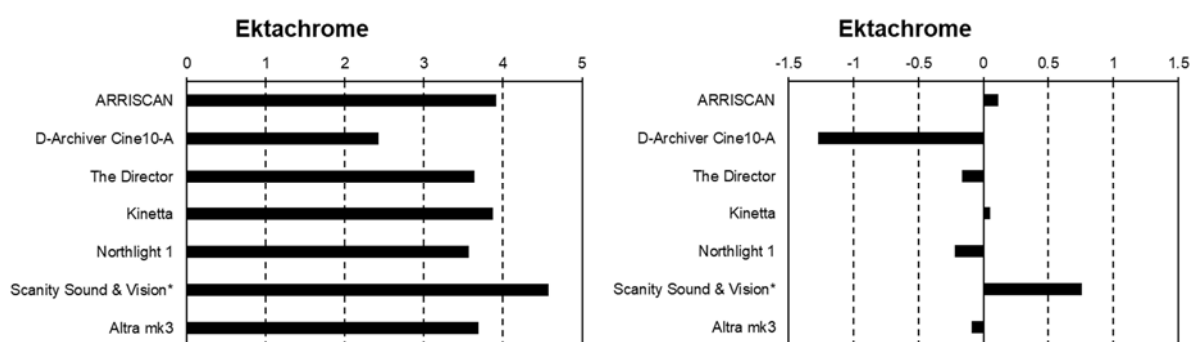 Ektachrome
0 1 2 3 4 5
ARRISCAN
D-Archiver Cine10-A
The Director
Kinetta
Northlight 1
Scanity Sound & Vision*
Altra mk3
Ektachrome
-1.5 -1 -0.5 0 0.5 1 1.5
ARRISCAN
D-Archiver Cine10-A
The Director
Kinetta
Northlight 1
Scanity Sound & Vision*
Altra mk3